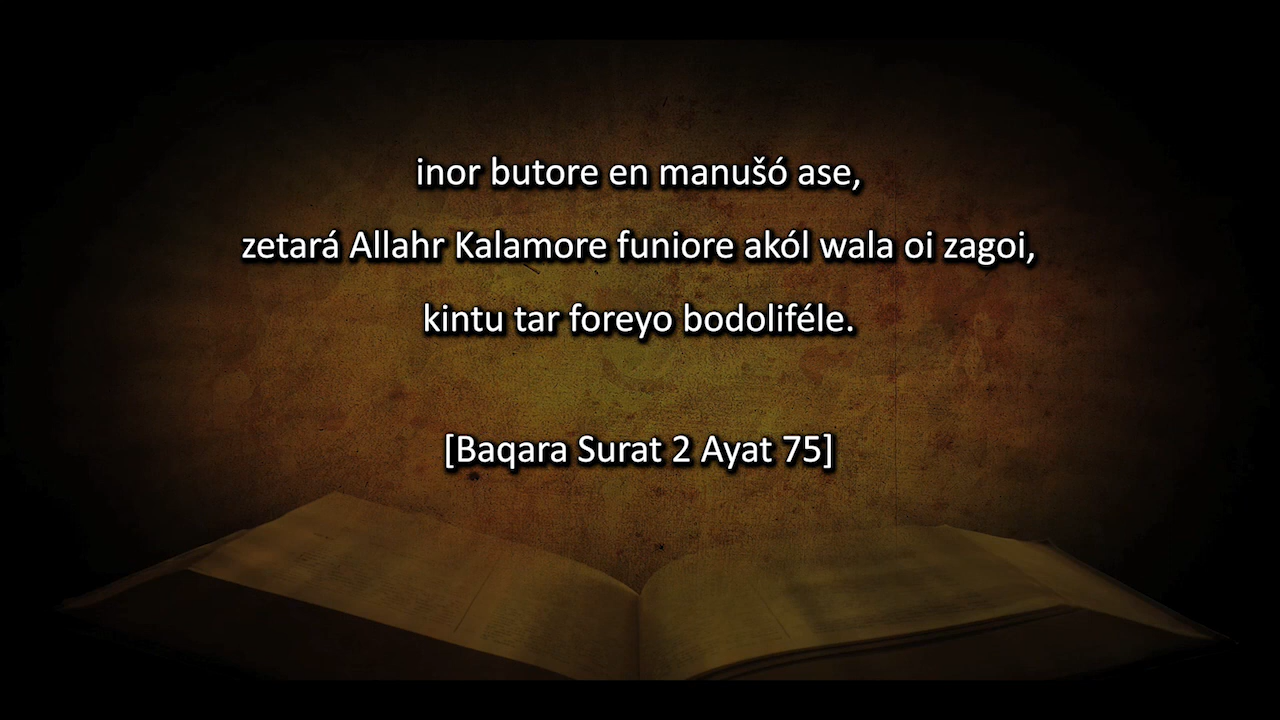 inor butore en manušó ase,
zetará Allahr Kalamore funiore akól wala oi zagoi,
kintu tar foreyo bodoliféle.
[Baqara Surat 2 Ayat 75]